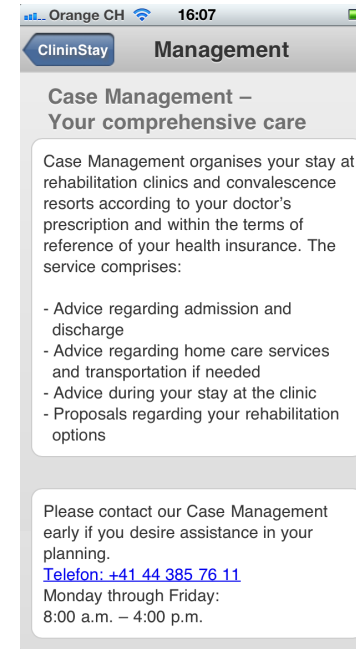 Orange CH 16:07
ClininStay Management
Case Management –
Your comprehensive care
Case Management organises your stay at
rehabilitation clinics and convalescence
resorts according to your doctor's
prescription and within the terms of
reference of your health insurance. The
service comprises:
- Advice regarding admission and
discharge
- Advice regarding home care services
and transportation if needed
- Advice during your stay at the clinic
- Proposals regarding your rehabilitation
options
Please contact our Case Management
early if you desire assistance in your
planning.
Telefon: +41 44 385 76 11
Monday through Friday:
8:00 a.m. – 4:00 p.m.